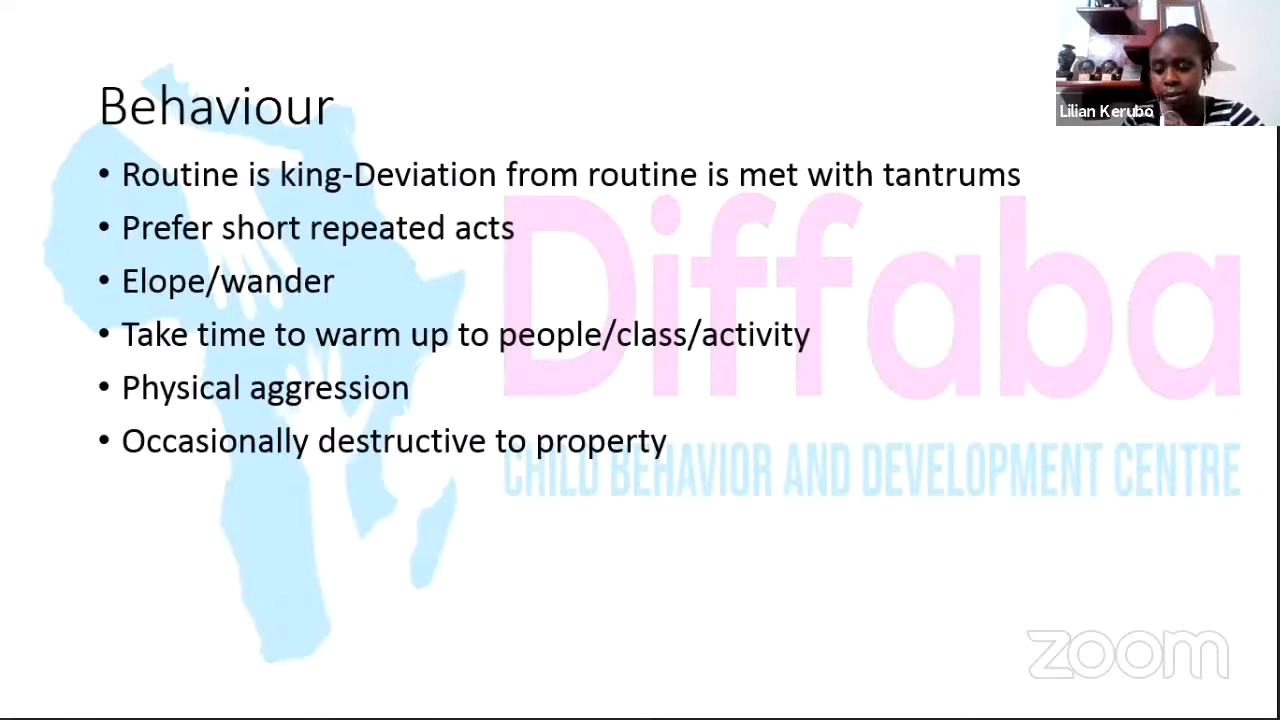 Lilian Kerubo
Behaviour
• Routine is king-Deviation from routine is met with tantrums
• Prefer short repeated acts
• Elope/wander
• Take time to warm up to people/class/activity
• Physical aggression
• Occasionally destructive to property
Diffaba
CHILD BEHAVIOR AND DEVELOPMENT CENTRE
zoom